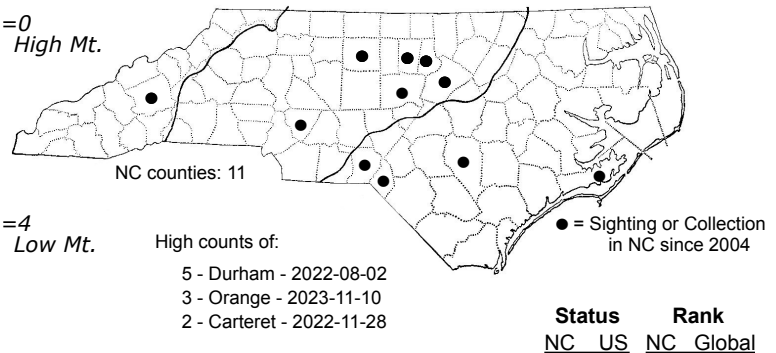 =0
High Mt.
NC counties: 11
=4
Low Mt.
High counts of:
5 - Durham - 2022-08-02
3 - Orange - 2023-11-10
2 - Carteret - 2022-11-28
● = Sighting or Collection
in NC since 2004
Status Rank
NC US NC Global